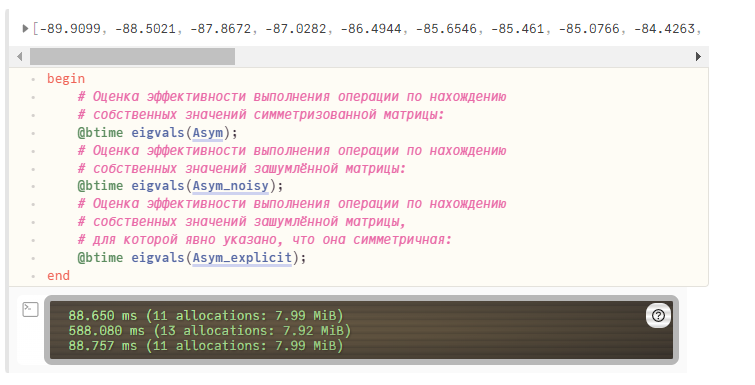 ▶[-89.9099, -88.5021, -87.8672, -87.0282, -86.4944, -85.6546, -85.461, -85.0766, -84.4263,
begin
# Оценка эффективности выполнения операции по нахождению
# собственных значений симметризованной матрицы:
@btime eigvals(Asym);
# Оценка эффективности выполнения операции по нахождению
# собственных значений зашумлённой матрицы:
@btime eigvals(Asym_noisy);
# Оценка эффективности выполнения операции по нахождению
# собственных значений зашумлённой матрицы,
# для которой явно указано, что она симметричная:
@btime eigvals(Asym_explicit);
end
88.650 ms (11 allocations: 7.99 MiB)
588.080 ms (13 allocations: 7.92 MiB)
88.757 ms (11 allocations: 7.99 MiB)